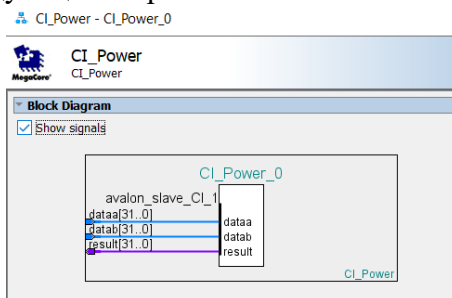 CI_Power - CI_Power_0
CI_Power
MegaCore' CI_Power
Block Diagram
Show signals
CI_Power_0
avalon_slave_CI_1
dataa[31..0] dataa
datab[31..0] datab
result[31..0] result
CI_Power